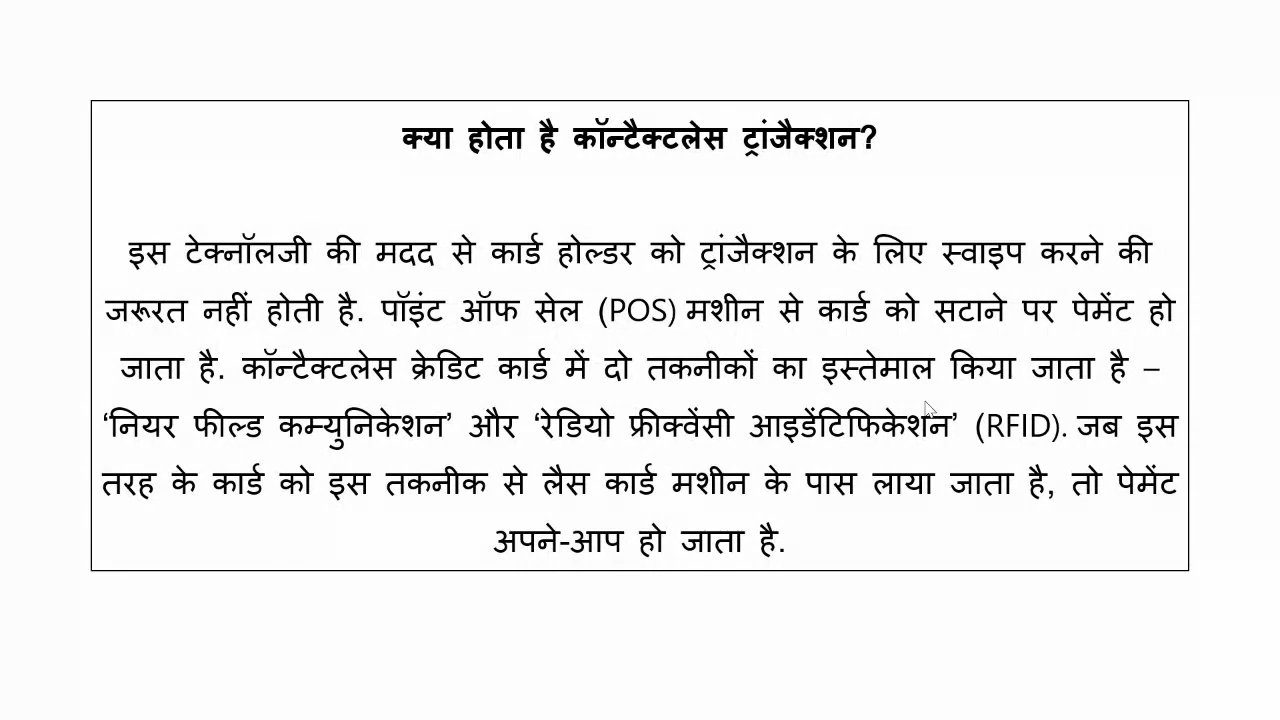 क्या होता है कॉन्टैक्टलेस ट्रांजैक्शन?
इस टेक्नॉलजी की मदद से कार्ड होल्डर को ट्रांजैक्शन के लिए स्वाइप करने की
जरूरत नहीं होती है. पॉइंट ऑफ सेल (POS) मशीन से कार्ड को सटाने पर पेमेंट हो
जाता है. कॉन्टैक्टलेस क्रेडिट कार्ड में दो तकनीकों का इस्तेमाल किया जाता है –
‘नियर फील्ड कम्युनिकेशन’ और ‘रेडियो फ्रीक्वेंसी आइडेंटिफिकेशन’ (RFID). जब इस
तरह के कार्ड को इस तकनीक से लैस कार्ड मशीन के पास लाया जाता है, तो पेमेंट
अपने-आप हो जाता है.